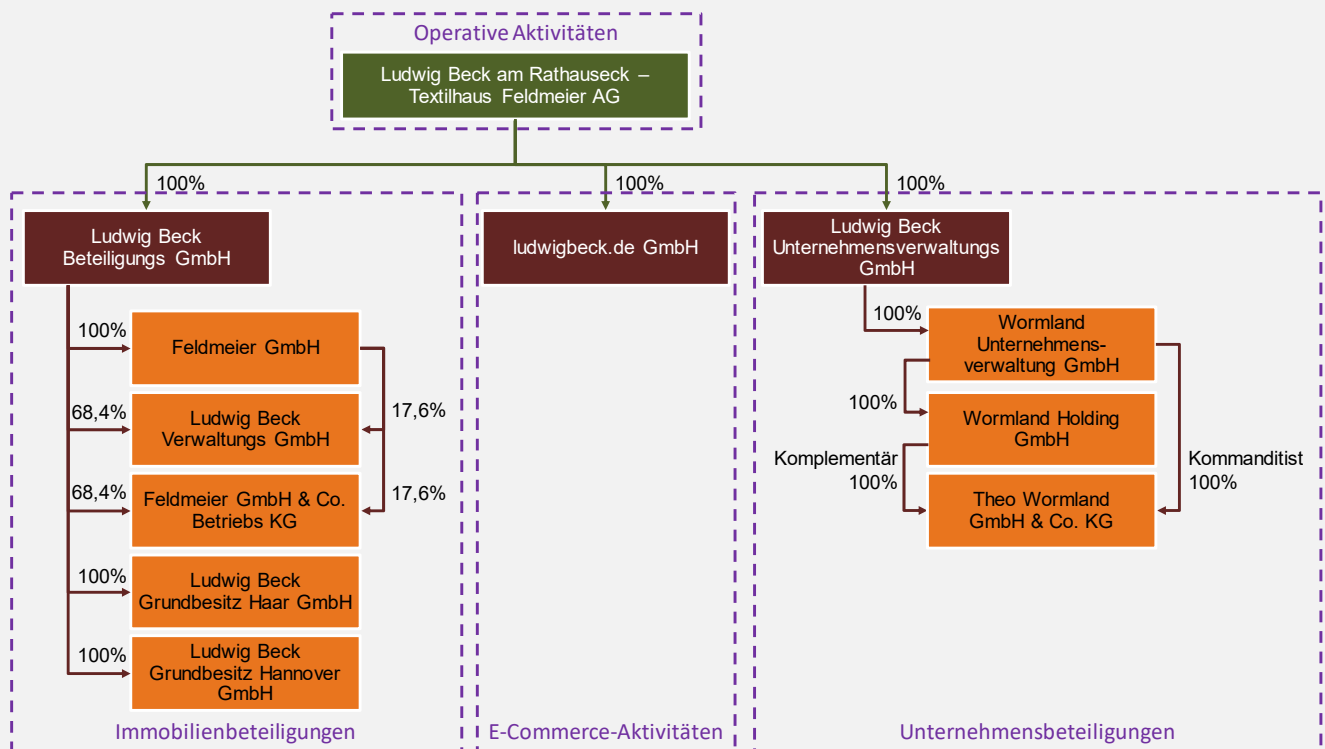 Operative Aktivitäten
Ludwig Beck am Rathauseck –
Textilhaus Feldmeier AG
100%
100%
100%
Ludwig Beck
Beteiligungs GmbH
100%
Feldmeier GmbH
68,4%
Ludwig Beck
Verwaltungs GmbH
17,6%
68,4%
Feldmeier GmbH & Co.
Betriebs KG
17,6%
100%
Ludwig Beck
Grundbesitz Haar GmbH
100%
Ludwig Beck
Grundbesitz Hannover
GmbH
Immobilienbeteiligungen
ludwigbeck.de GmbH
E-Commerce-Aktivitäten
Ludwig Beck
Unternehmensverwaltungs
GmbH
100%
Wormland
Unternehmens-
verwaltung GmbH
100%
Wormland Holding
GmbH
Komplementär
100%
Kommanditist
100%
Theo Wormland
GmbH & Co. KG
Unternehmensbeteiligungen